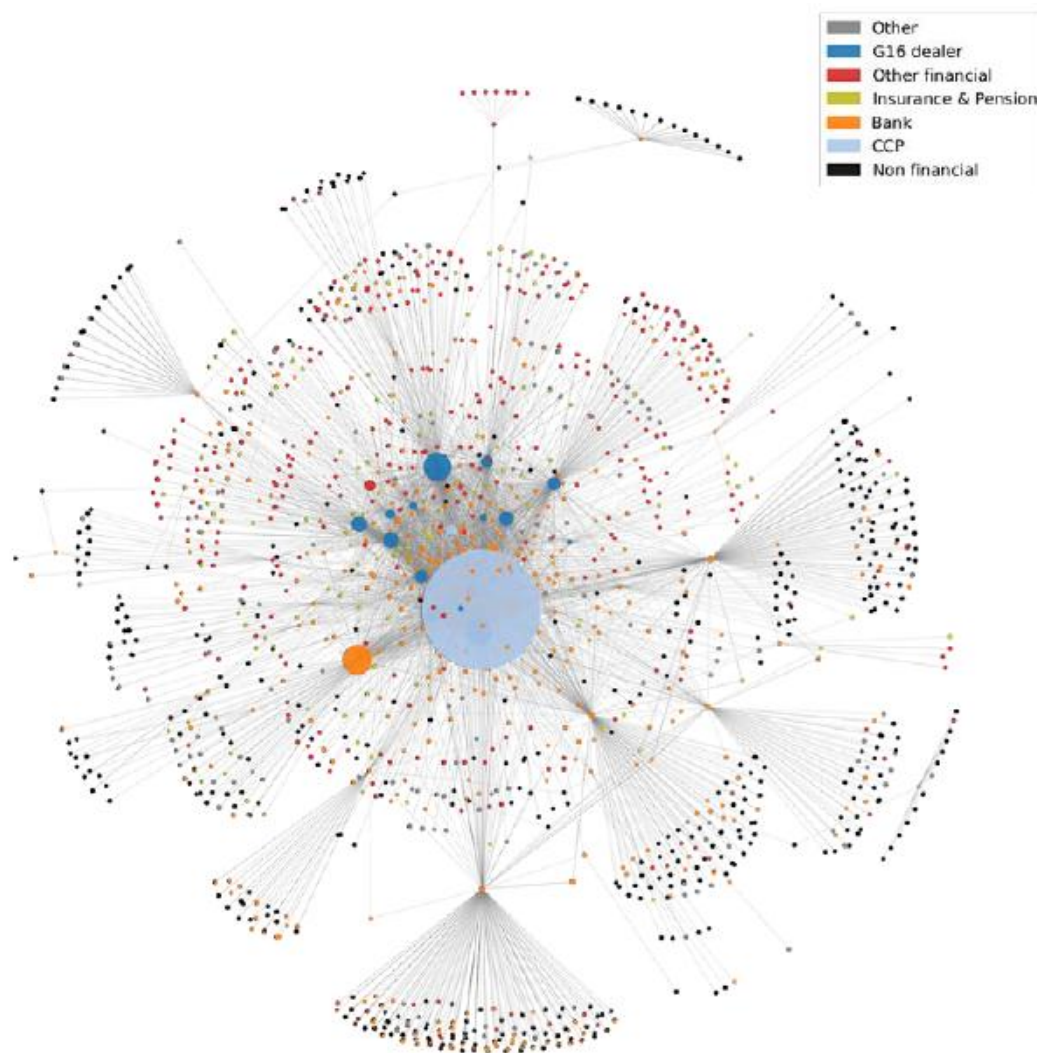 Other
G16 dealer
Other financial
Insurance & Pension
Bank
CCP
Non financial